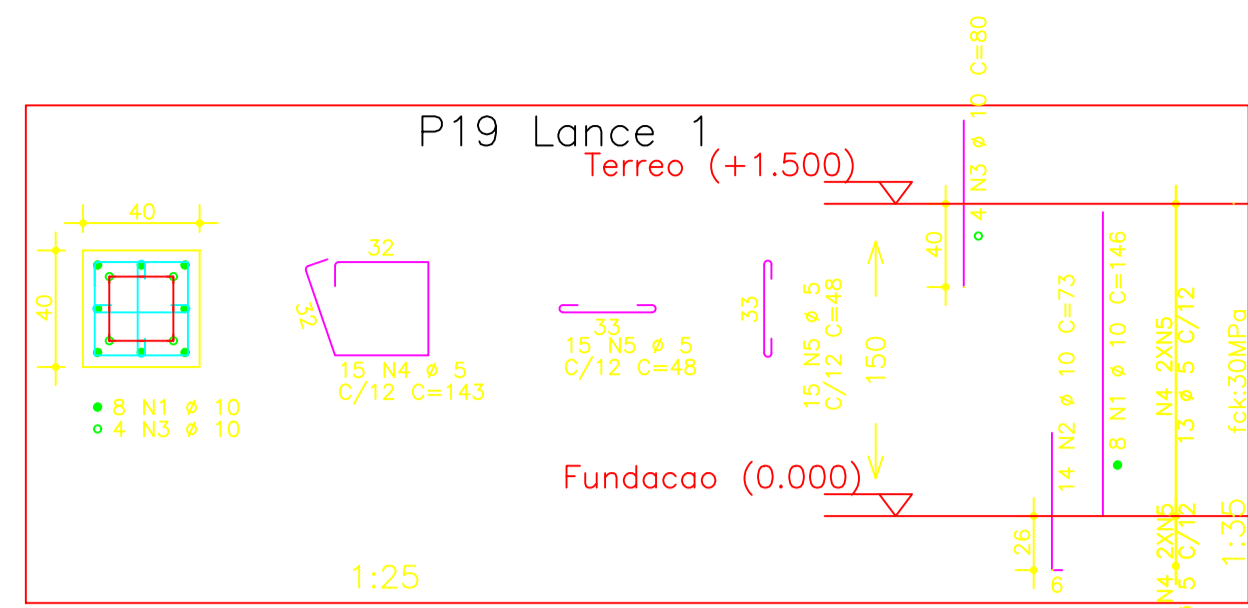 P19 Lance 1
Terreo (+1.500)
40
40
8 N1 ø 10
4 N3 ø 10
32
32
15 N4 ø 5
C/12 C=143
33
15 N5 ø 5
C/12 C=48
33
15 N5 ø 5
C/12 C=48
150
Fundacao (0.000)
40
4 N3 ø 10 C=80
14 N2 ø 10 C=73
8 N1 ø 10 C=146
N4 2XN5
13 ø 5 C/12
fck:30MPa
26
6
N4 2XN5
5 C/12
1:35
1:25